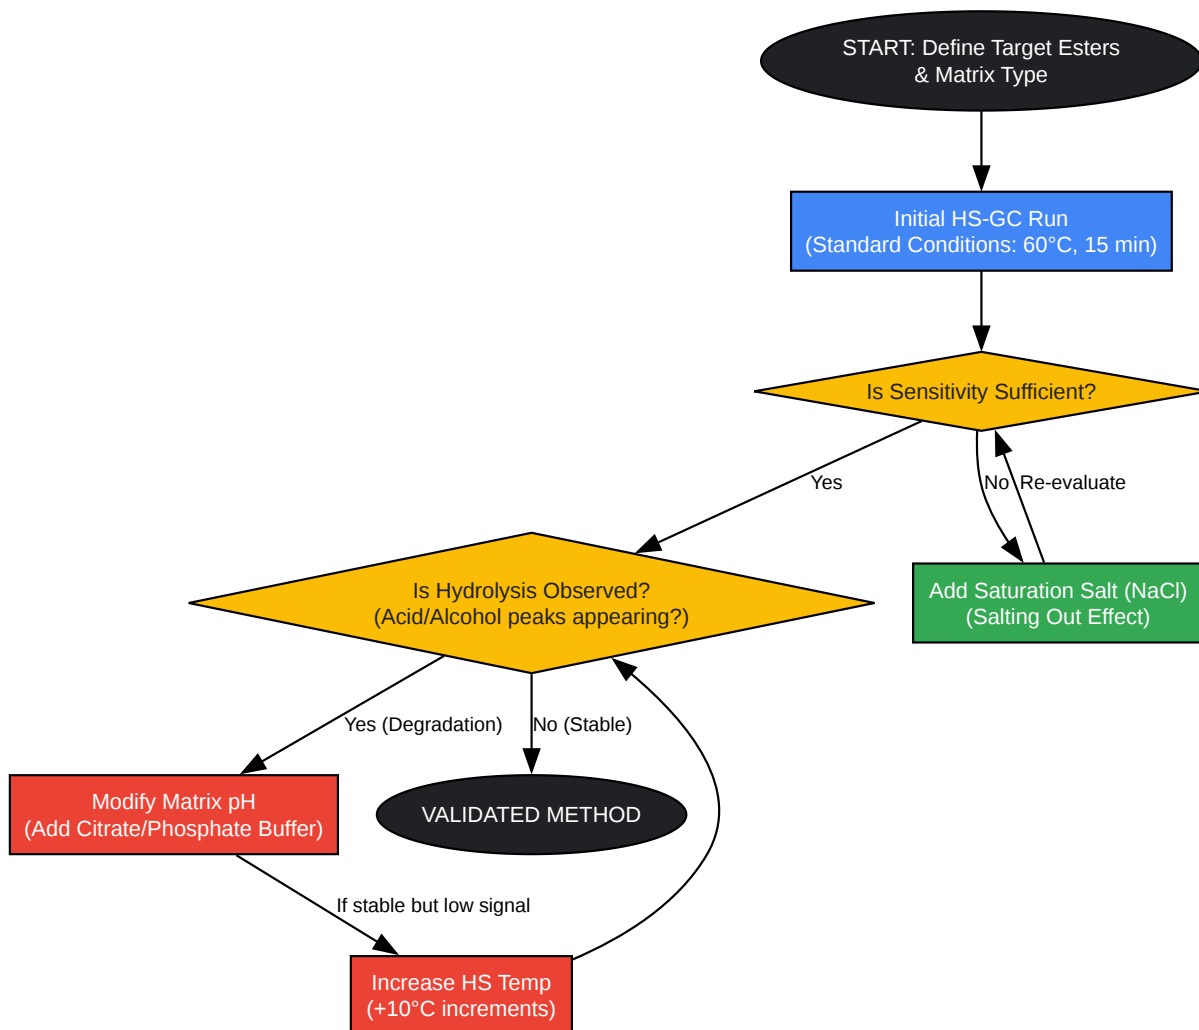 START: Define Target Esters
& Matrix Type
Initial HS-GC Run
(Standard Conditions: 60°C, 15 min)
Is Sensitivity Sufficient?
Yes
No
Re-evaluate
Is Hydrolysis Observed?
(Acid/Alcohol peaks appearing?)
Add Saturation Salt (NaCl)
(Salting Out Effect)
Yes (Degradation)
No (Stable)
Modify Matrix pH
(Add Citrate/Phosphate Buffer)
VALIDATED METHOD
If stable but low signal
Increase HS Temp
(+10°C increments)